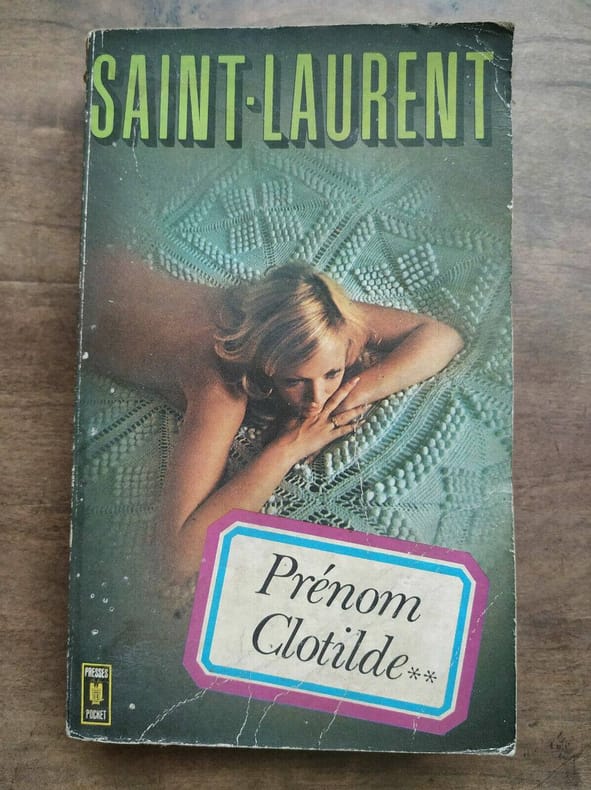 SAINT-LAURENT
Prénom
Clotilde**
PRESSES
POCKET